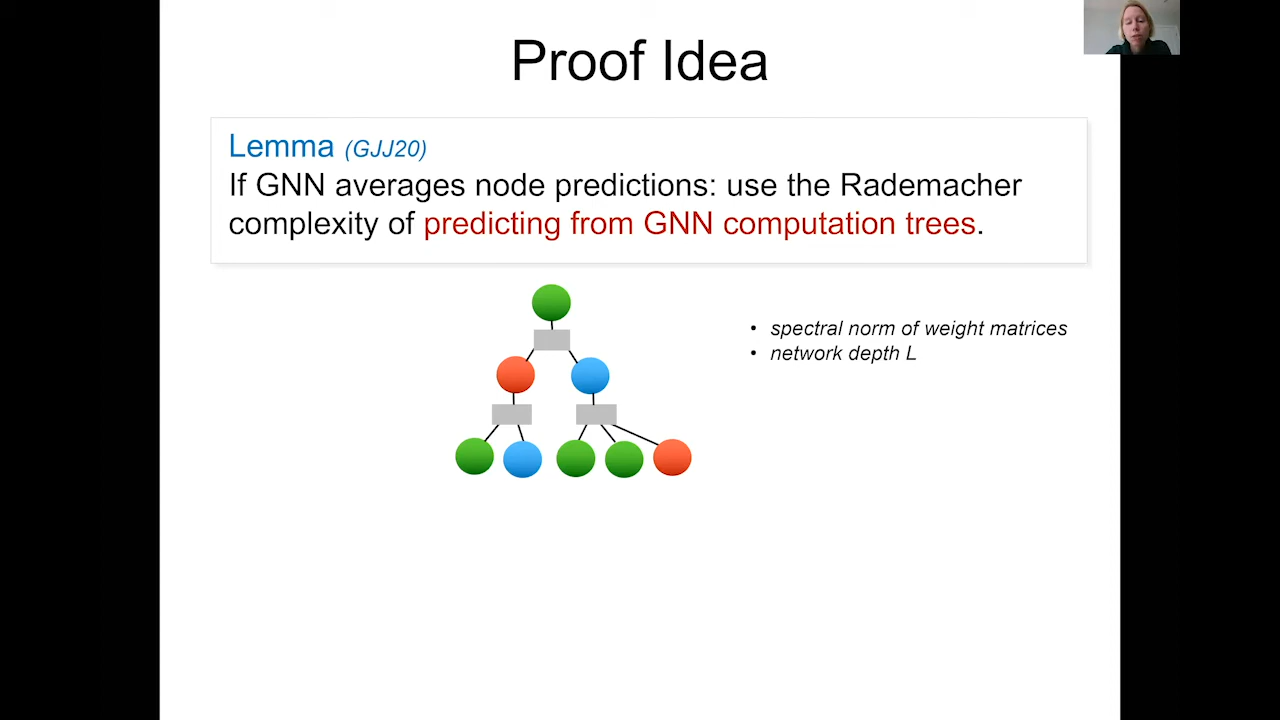 Proof Idea
Lemma (GJJ20)
If GNN averages node predictions: use the Rademacher
complexity of predicting from GNN computation trees.
• spectral norm of weight matrices
• network depth L